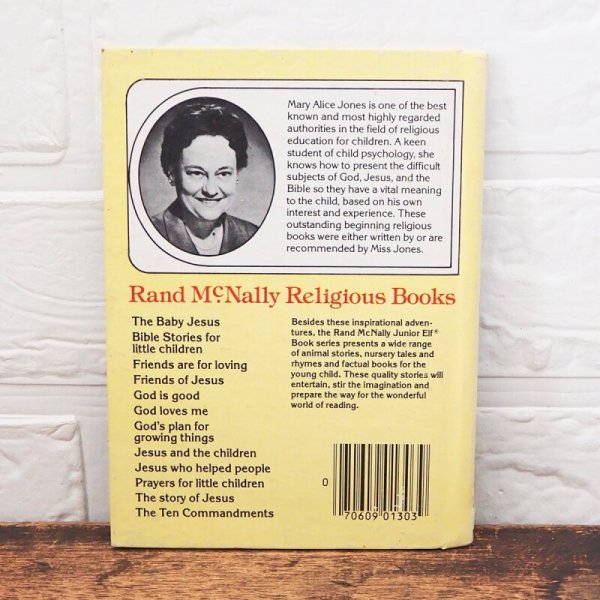 Mary Alice Jones is one of the best
known and most highly regarded
authorities in the field of religious
education for children. A keen
student of child psychology, she
knows how to present the difficult
subjects of God, Jesus, and the
Bible so they have a vital meaning
to the child, based on his own
interest and experience. These
outstanding beginning religious
books were either written by or are
recommended by Miss Jones.
Rand McNally Religious Books
The Baby Jesus
Bible Stories for
little children
Friends are for loving
Friends of Jesus
God is good
God loves me
God's plan for
growing things
Jesus and the children
Jesus who helped people
Prayers for little children
The story of Jesus
The Ten Commandments
Besides these inspirational adven-
tures, the Rand McNally Junior Elf®
Book series presents a wide range
of animal stories, nursery tales and
rhymes and factual books for the
young child. These quality stories will
entertain, stir the imagination and
prepare the way for the wonderful
world of reading.
0
70609 01303